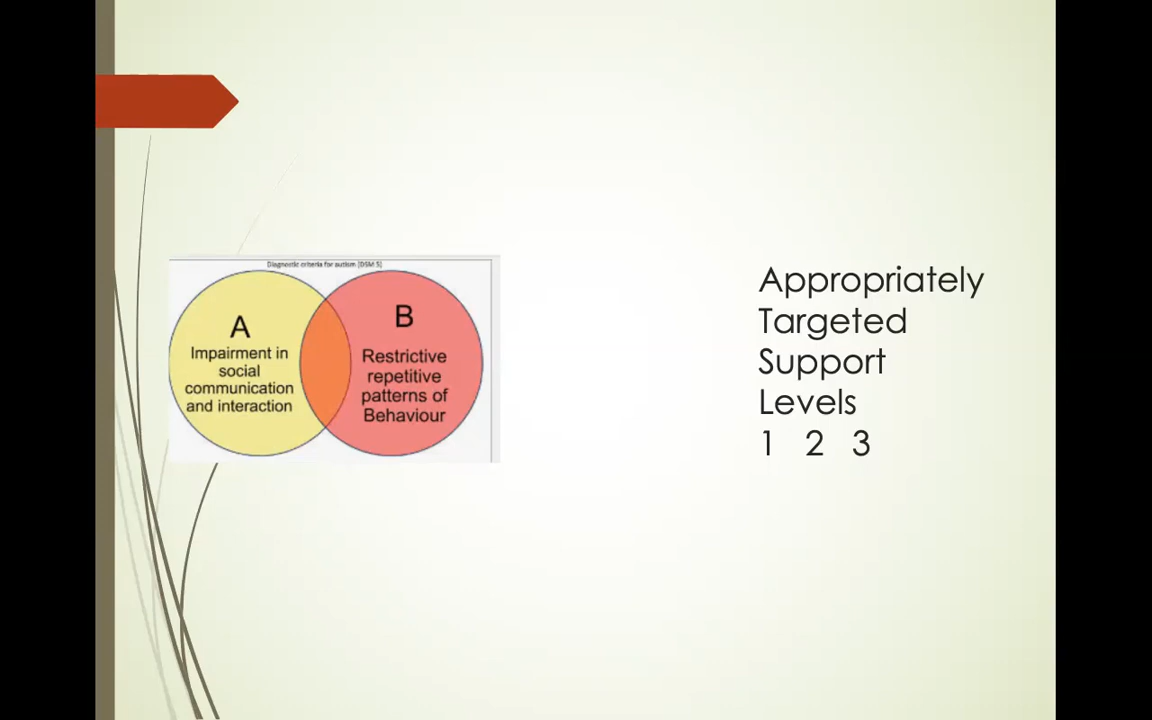 Diagnostic criteria for autism [DSM 5]
A
Impairment in
social
communication
and interaction
B
Restrictive
repetitive
patterns of
Behaviour
Appropriately
Targeted
Support
Levels
1 2 3